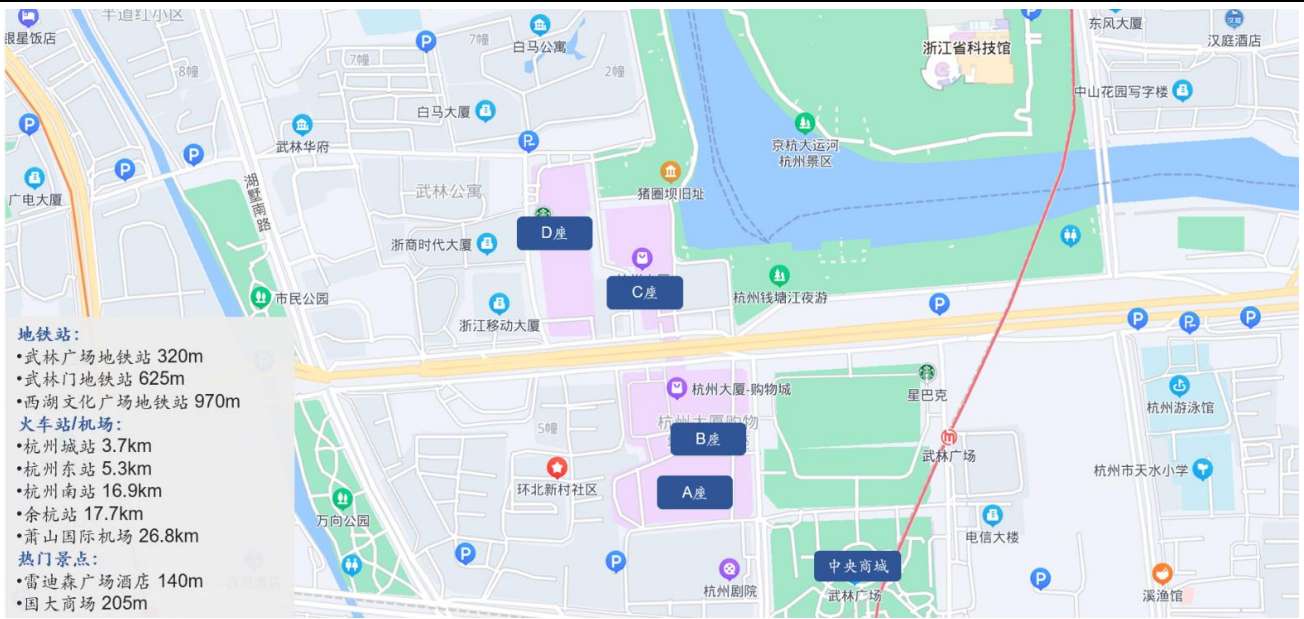 半道红小区
银星饭店
P
白马公寓
7幢
7幢
2幢
8幢
浙江省科技馆
东风大厦
汉庭酒店
白马大厦
中山花园写字楼
武林华府
京杭大运河
杭州景区
广电大厦
湖墅南路
武林公寓
猪圈坝旧址
D座
浙商时代大厦
C座
杭州钱塘江夜游
市民公园
浙江移动大厦
地铁站：
•武林广场地铁站 320m
•武林门地铁站 625m
•西湖文化广场地铁站 970m
火车站/机场：
•杭州城站 3.7km
•杭州东站 5.3km
•杭州南站 16.9km
•余杭站 17.7km
•萧山国际机场 26.8km
热门景点：
•雷迪森广场酒店 140m
•国大商场 205m
杭州大厦-购物城
星巴克
杭州游泳馆
5幢
杭州大厦购物
B座
武林广场
环北新村社区
A座
杭州市天水小学
万向公园
电信大楼
中央商城
杭州剧院
武林广场
溪渔馆